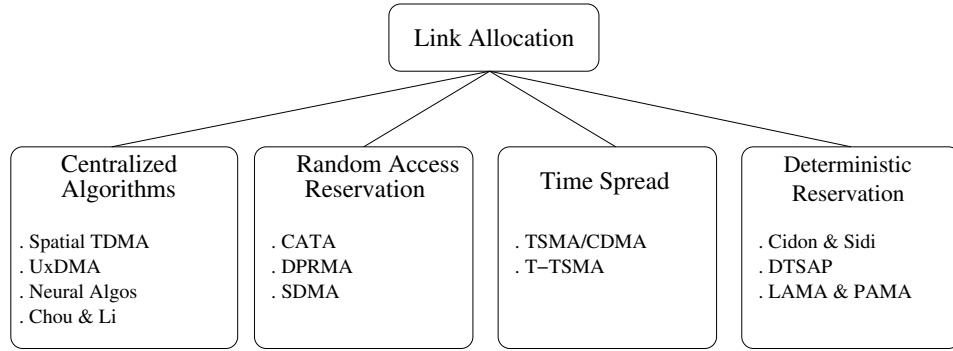 Link Allocation
Centralized
Algorithms
. Spatial TDMA
. UxDMA
. Neural Algos
. Chou & Li
Random Access
Reservation
. CATA
. DPRMA
. SDMA
Time Spread
. TSMA/CDMA
. T−TSMA
Deterministic
Reservation
. Cidon & Sidi
. DTSAP
. LAMA & PAMA